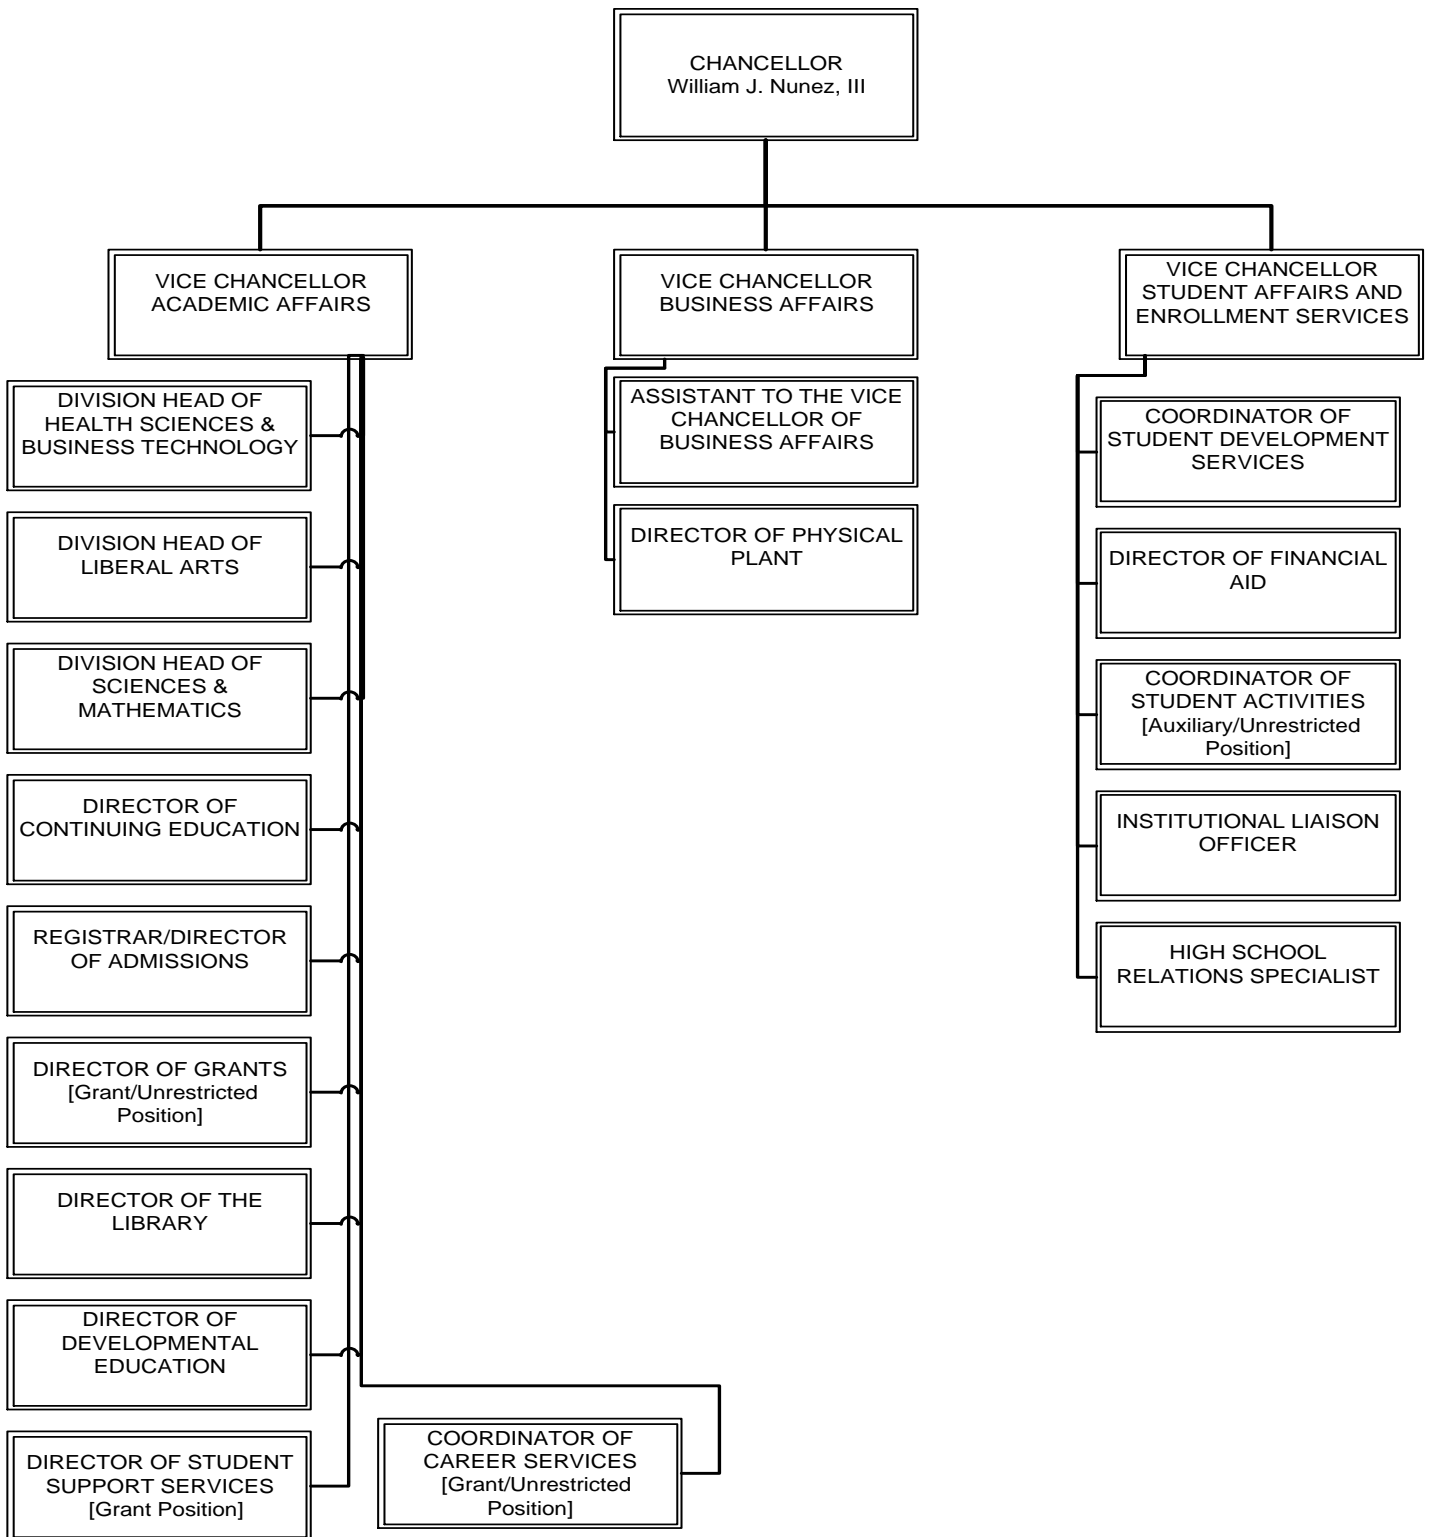 CHANCELLOR
William J. Nunez, III
VICE CHANCELLOR
ACADEMIC AFFAIRS
VICE CHANCELLOR
BUSINESS AFFAIRS
VICE CHANCELLOR
STUDENT AFFAIRS AND
ENROLLMENT SERVICES
DIVISION HEAD OF
HEALTH SCIENCES &
BUSINESS TECHNOLOGY
DIVISION HEAD OF
LIBERAL ARTS
DIVISION HEAD OF
SCIENCES &
MATHEMATICS
DIRECTOR OF
CONTINUING EDUCATION
REGISTRAR/DIRECTOR
OF ADMISSIONS
DIRECTOR OF GRANTS
[Grant/Unrestricted
Position]
DIRECTOR OF THE
LIBRARY
DIRECTOR OF
DEVELOPMENTAL
EDUCATION
DIRECTOR OF STUDENT
SUPPORT SERVICES
[Grant Position]
COORDINATOR OF
CAREER SERVICES
[Grant/Unrestricted
Position]
ASSISTANT TO THE VICE
CHANCELLOR OF
BUSINESS AFFAIRS
DIRECTOR OF PHYSICAL
PLANT
COORDINATOR OF
STUDENT DEVELOPMENT
SERVICES
DIRECTOR OF FINANCIAL
AID
COORDINATOR OF
STUDENT ACTIVITIES
[Auxiliary/Unrestricted
Position]
INSTITUTIONAL LIAISON
OFFICER
HIGH SCHOOL
RELATIONS SPECIALIST